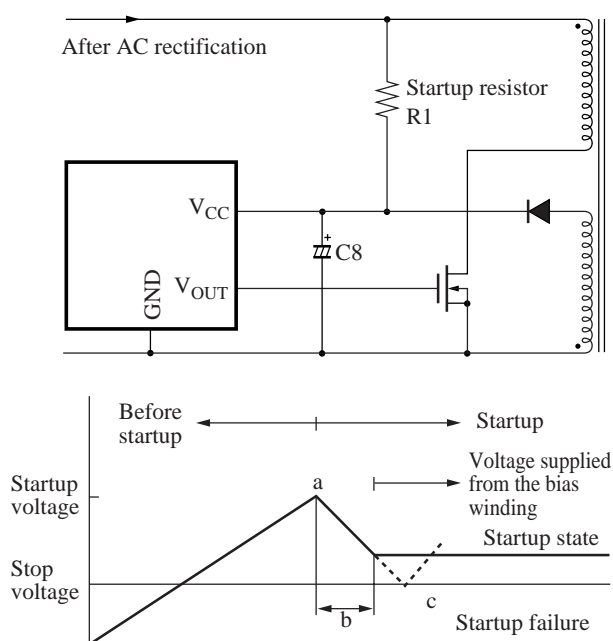 After AC rectification
Startup resistor
R1
VCC
C8
VOUT
GND
Before
startup
Startup
Voltage supplied
from the bias
winding
Startup
voltage
a
Startup state
Stop
voltage
c
b
Startup failure